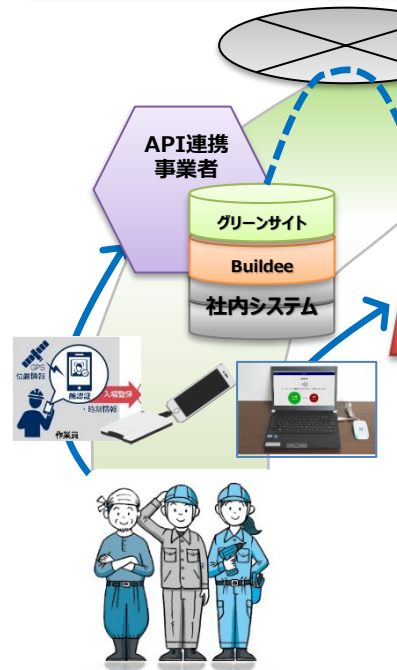 API連携
事業者
グリーンサイト
Buildee
社内システム
GPS
位置情報
顔認証
入場登録
・時刻情報
作業員